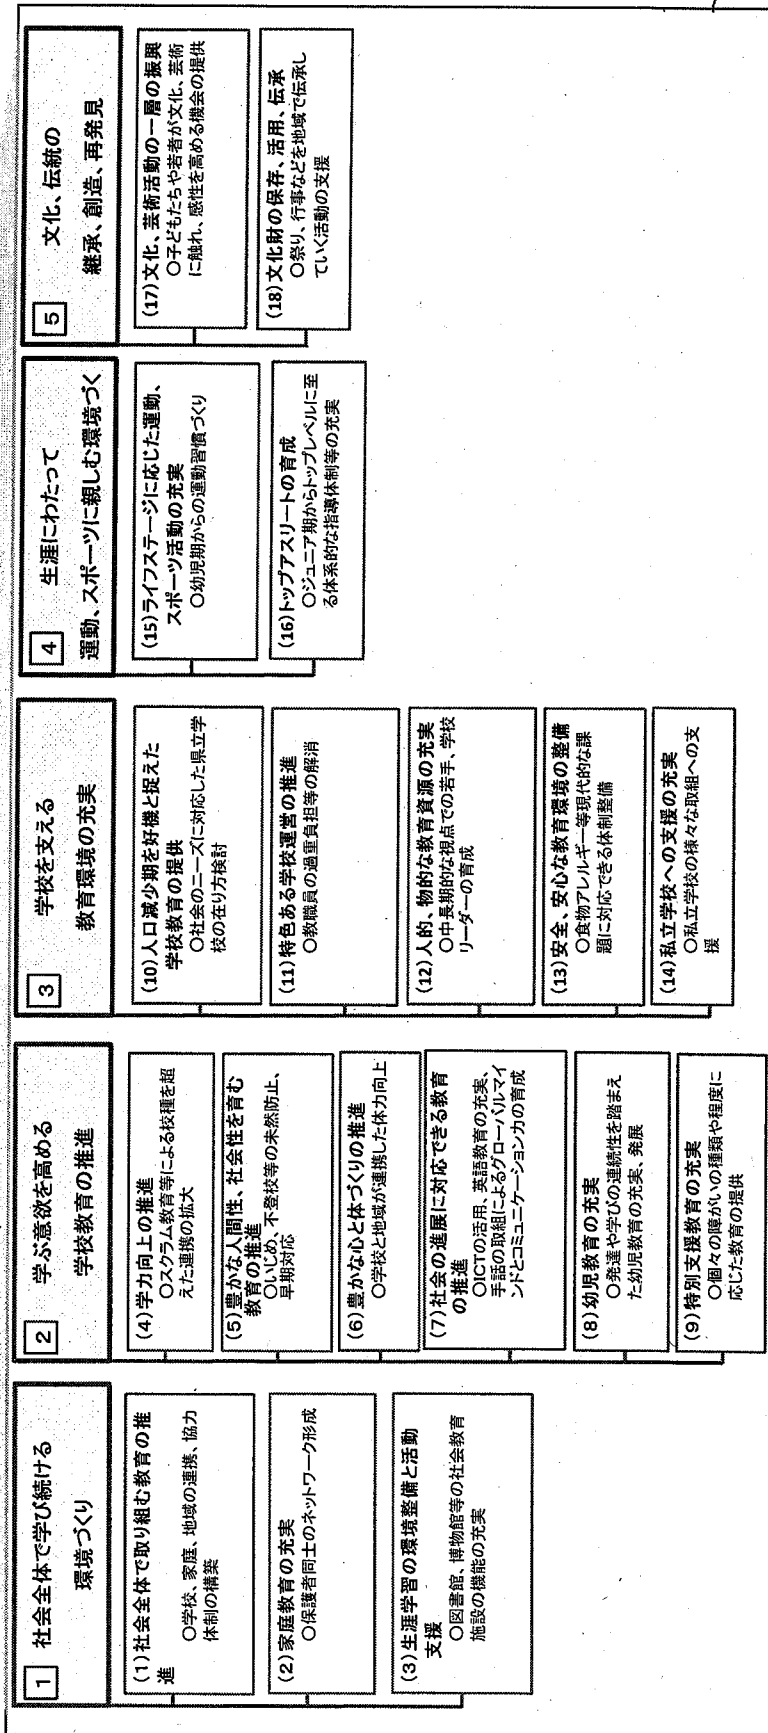 1 社会全体で学び続ける
環境づくり
(1)社会全体で取り組む教育の推
進
○学校、家庭、地域の連携、協力
体制の構築
(2)家庭教育の充実
○保護者同士のネットワーク形成
(3)生涯学習の環境整備と活動
支援
○図書館、博物館等の社会教育
施設の機能の充実
2 学ぶ意欲を高める
学校教育の推進
(4)学力向上の推進
○スクラム教育等による校種を超
えた連携の拡大
(5)豊かな人間性、社会性を育む
教育の推進
○いじめ、不登校等の未然防止、
早期対応
(6)豊かな心と体づくりの推進
○学校と地域が連携した体力向上
(7)社会の進展に対応できる教育
の推進
○ICTの活用、英語教育の充実、
手話の取組によるグローバルマイ
ンドとコミュニケーション力の育成
(8)幼児教育の充実
○発達や学びの連続性を踏まえ
た幼児教育の充実、発展
(9)特別支援教育の充実
○個々の障がいの種類や程度に
応じた教育の提供
3 学校を支える
教育環境の充実
(10)人口減少期を好機と捉えた
学校教育の提供
○社会のニーズに対応した県立学
校の在り方検討
(11)特色ある学校運営の推進
○教職員の過重負担等の解消
(12)人的、物的な教育資源の充実
○中長期的な視点での若手、学校
リーダーの育成
(13)安全、安心な教育環境の整備
○食物アレルギー等現代的な課
題に対応できる体制整備
(14)私立学校への支援の充実
○私立学校の様々な取組への支
援
4 生涯にわたって
運動、スポーツに親しむ環境づく
(15)ライフステージに応じた運動、
スポーツ活動の充実
○幼児期からの運動習慣づくり
(16)トップアスリートの育成
○ジュニア期からトップレベルに至
る体系的な指導体制等の充実
5 文化、伝統の
継承、創造、再発見
(17)文化、芸術活動の一層の振興
○子どもたちや若者が文化、芸術
に触れ、感性を高める機会の提供
(18)文化財の保存、活用、伝承
○祭り、行事などを地域で伝承し
ていく活動の支援